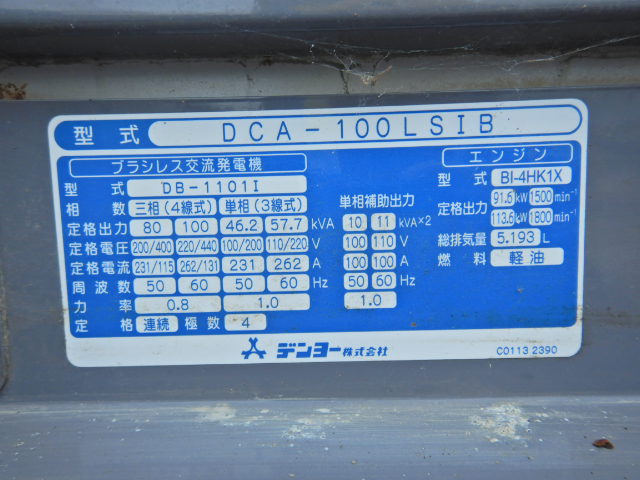 型式 DCA-100LSIB
ブラシレス交流発電機
型式 DB-1101I
相数 三相(4線式) 単相(3線式)
定格出力 80 100 46.2 57.7 kVA
定格電圧 200/400 220/440 100/200 110/220 V
定格電流 231/115 262/131 231 262 A
周波数 50 60 50 60 Hz
力率 0.8 1.0
定格 連続 極数 4
単相補助出力
10 11 kVA×2
100 110 V
100 100 A
50 60 Hz
1.0
エンジン
型式 BI-4HK1X
定格出力 91.6 kW 1500 min⁻¹
113.6 kW 1800 min⁻¹
総排気量 5.193 L
燃料 軽油
デンヨー株式会社
C0113 2390